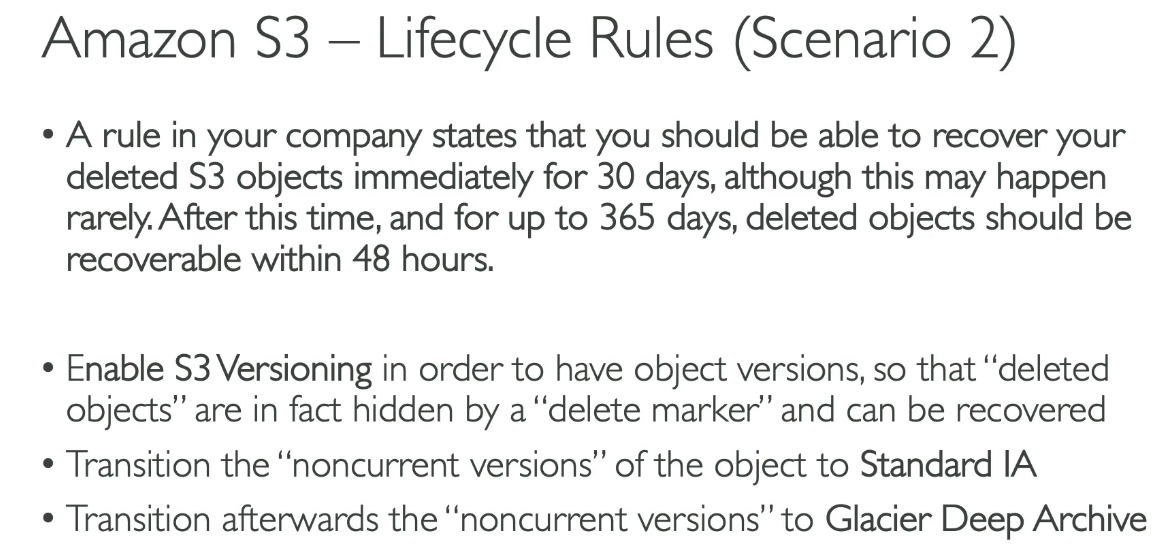 Amazon S3 – Lifecycle Rules (Scenario 2)
• A rule in your company states that you should be able to recover your
deleted S3 objects immediately for 30 days, although this may happen
rarely. After this time, and for up to 365 days, deleted objects should be
recoverable within 48 hours.
• Enable S3 Versioning in order to have object versions, so that “deleted
objects” are in fact hidden by a “delete marker” and can be recovered
• Transition the “noncurrent versions” of the object to Standard IA
• Transition afterwards the “noncurrent versions” to Glacier Deep Archive